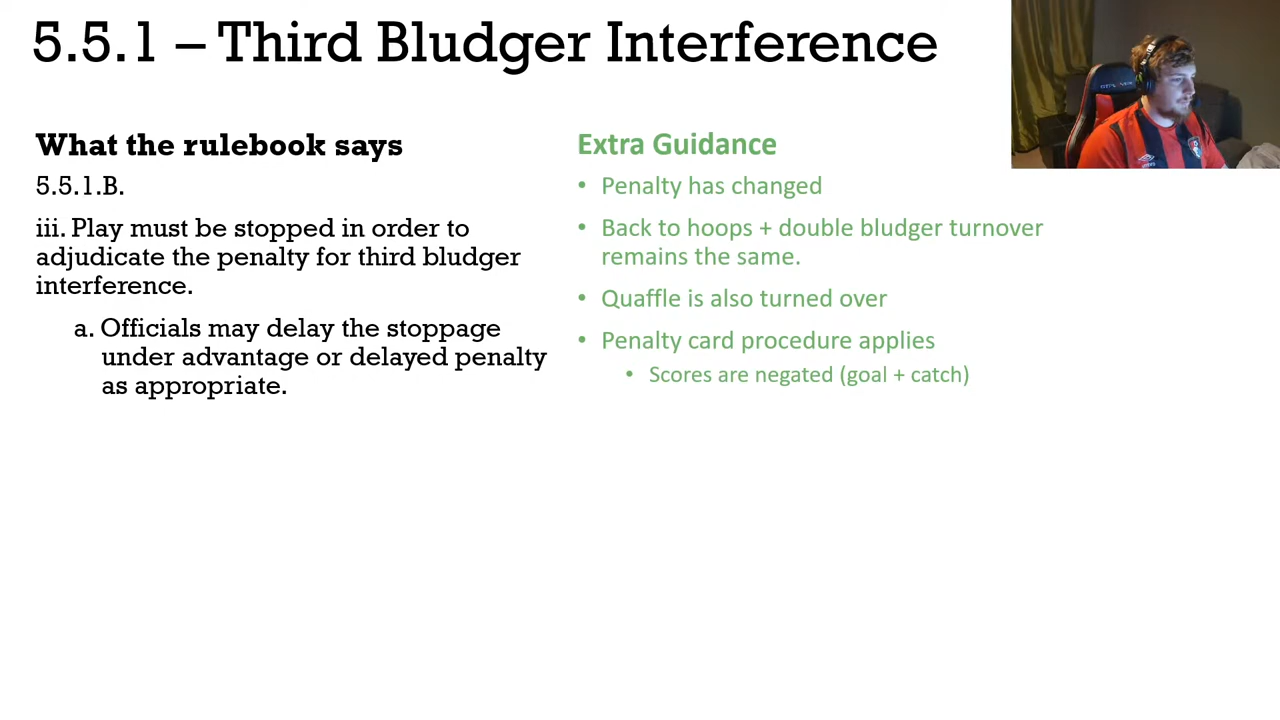 5.5.1 – Third Bludger Interference
What the rulebook says
5.5.1.B.
iii. Play must be stopped in order to
adjudicate the penalty for third bludger
interference.
a. Officials may delay the stoppage
under advantage or delayed penalty
as appropriate.
Extra Guidance
• Penalty has changed
• Back to hoops + double bludger turnover
remains the same.
• Quaffle is also turned over
• Penalty card procedure applies
• Scores are negated (goal + catch)